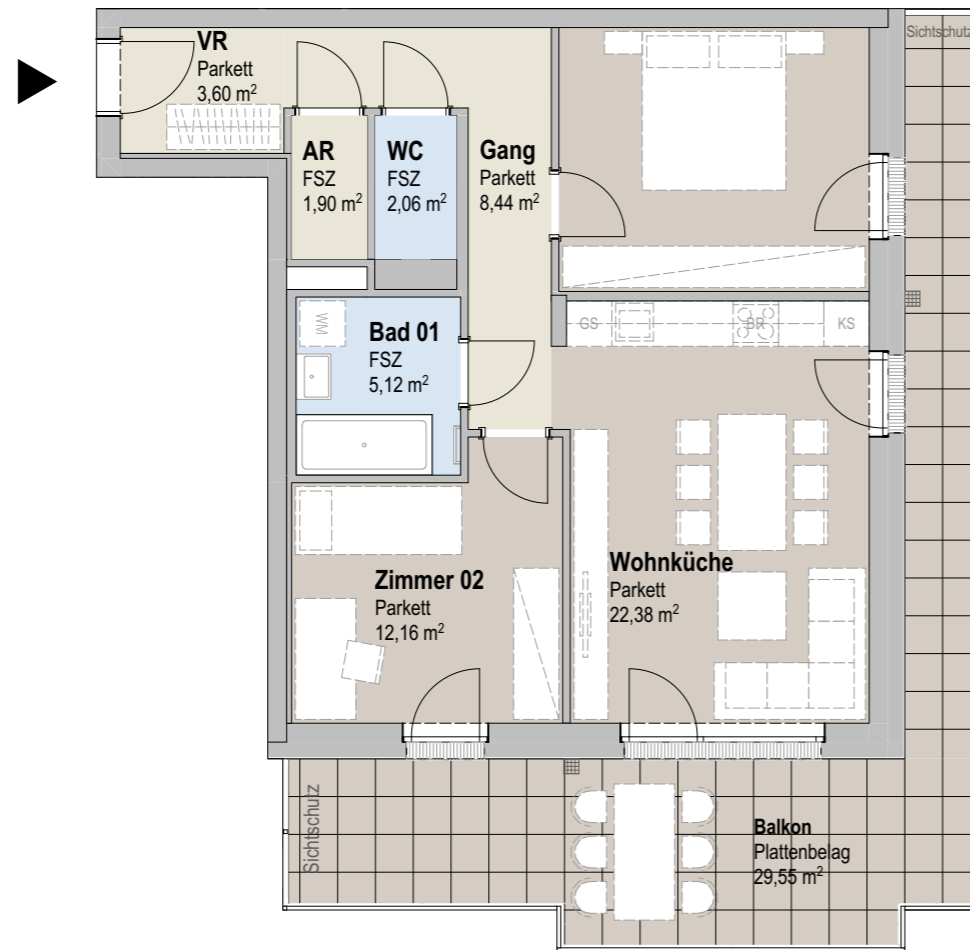 Sichtschutz
VR
Parkett
3,60 m²
AR
FSZ
1,90 m²
WC
FSZ
2,06 m²
Gang
Parkett
8,44 m²
GS
BR
KS
WM
Bad 01
FSZ
5,12 m²
Zimmer 02
Parkett
12,16 m²
Wohnküche
Parkett
22,38 m²
Sichtschutz
Balkon
Plattenbelag
29,55 m²